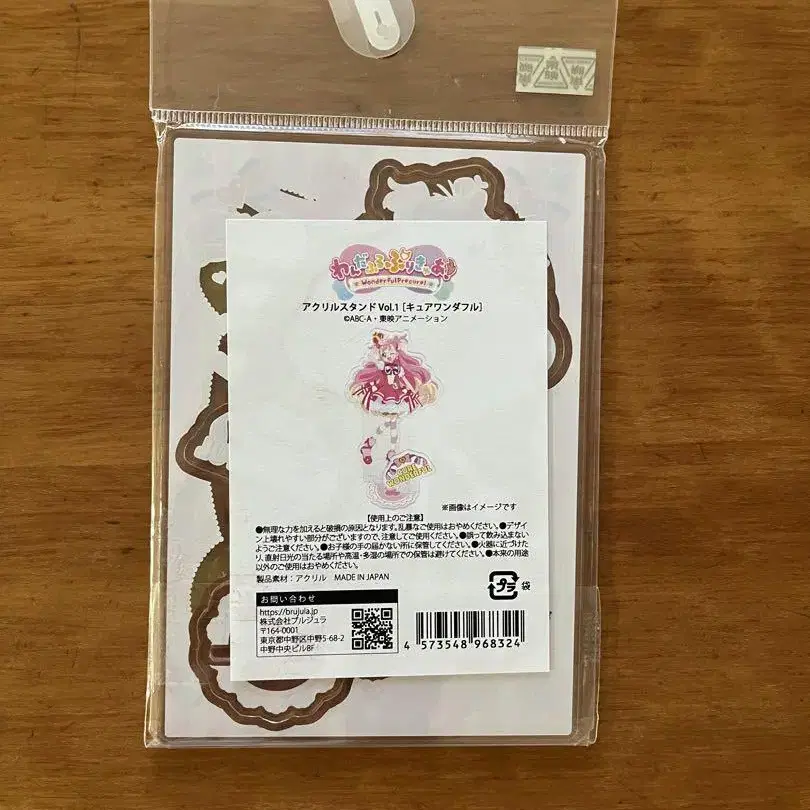 わんだふるぷりきゅあ！
WonderfulPrecure!
アクリルスタンド Vol.1 [キュアワンダフル]
©ABC-A・東映アニメーション
CURE
WONDERFUL
※画像はイメージです
【使用上のご注意】
●無理な力を加えると破損の原因となります。乱暴なご使用はおやめください。●デザイ
ン上壊れやすい部分がございますので、注意してご使用ください。●誤って飲み込まない
ようご注意ください。●お子様の手の届かない所に保管してください。●火器に近づけた
り、直射日光の当たる場所や高温・多湿の場所での保管は避けてください。●本来の用途
以外のご使用はおやめください。
製品素材：アクリル MADE IN JAPAN
プラ 袋
お問い合わせ
https://brujula.jp
株式会社ブルジュラ
〒164-0001
東京都中野区中野5-68-2
中野中央ビル8F
4 573548 968324